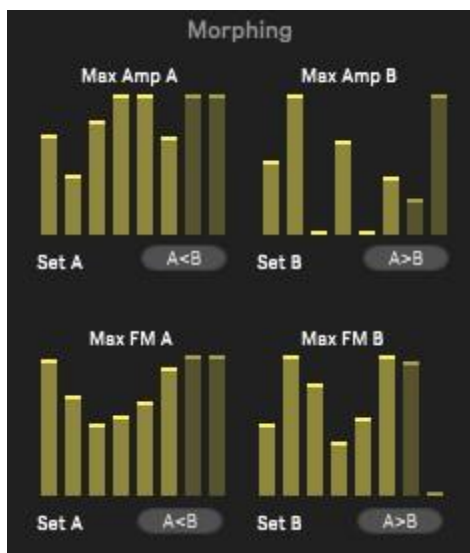 Morphing
Max Amp A
Max Amp B
Set A
A<B
Set B
A>B
Max FM A
Max FM B
Set A
A<B
Set B
A>B